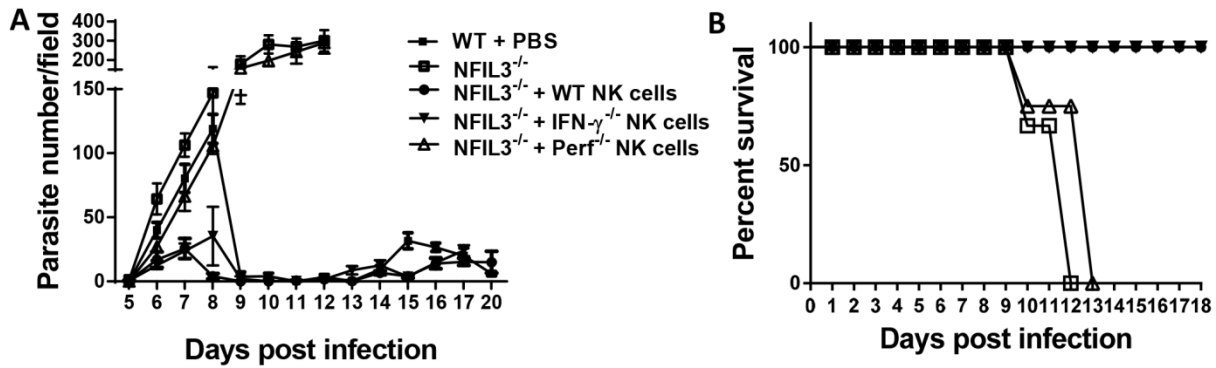 A
Parasite number/field
400
300
200
150
100
50
0
5 6 7 8 9 10 11 12 13 14 15 16 17 20
Days post infection
WT + PBS
NFIL3-/-
NFIL3-/- + WT NK cells
NFIL3-/- + IFN-γ-/- NK cells
NFIL3-/- + Perf-/- NK cells
B
Percent survival
100
50
0
0 1 2 3 4 5 6 7 8 9 10 11 12 13 14 15 16 17 18
Days post infection